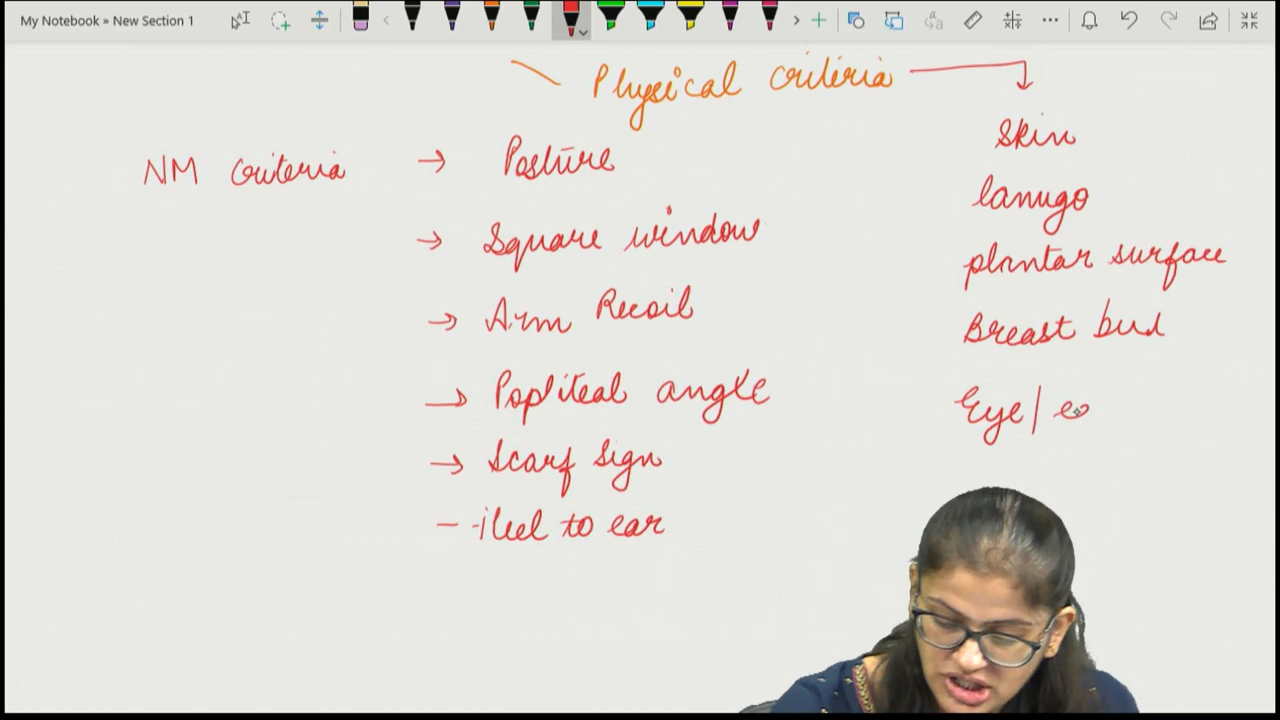 My Notebook » New Section 1
Physical criteria
NM criteria → Posture
→ Square window
→ Arm Recoil
→ Popliteal angle
→ Scarf sign
Heel to ear
Skin
lanugo
plantar surface
Breast bud
Eye/